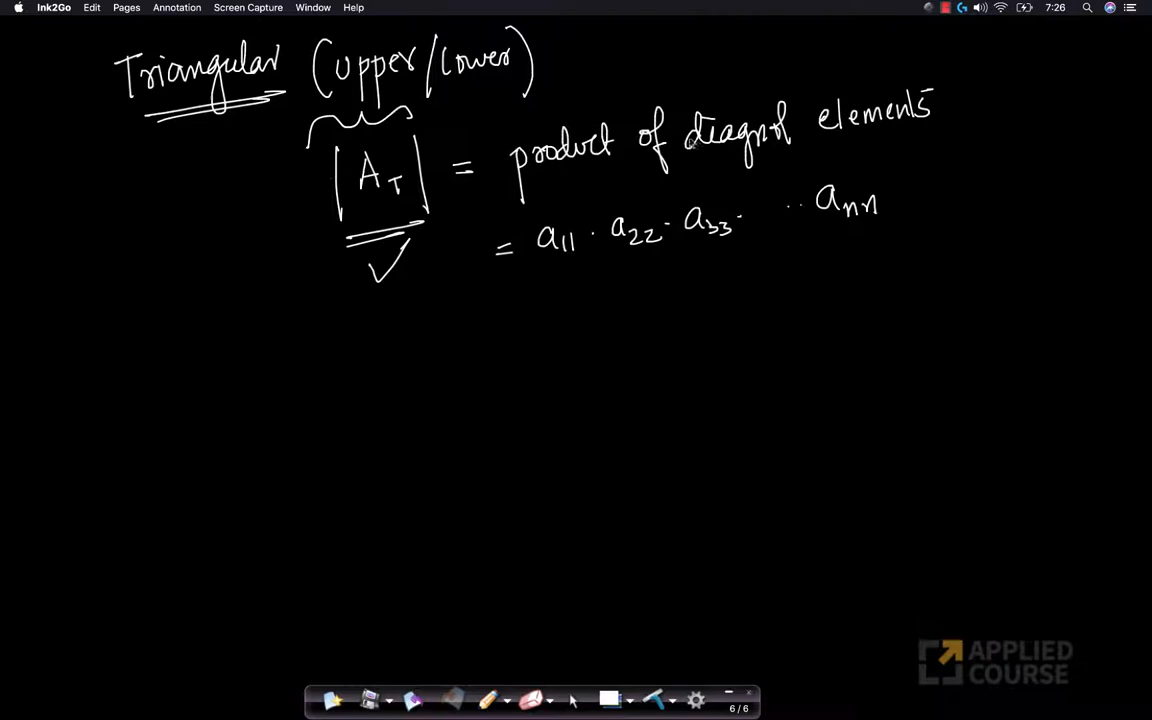 Ink2Go Edit Pages Annotation Screen Capture Window Help 7:26
Triangular (Upper/Lower)
|A_T| = product of diagnol elements
= a11 · a22 · a33 · .. ann
6/6
APPLIED
COURSE